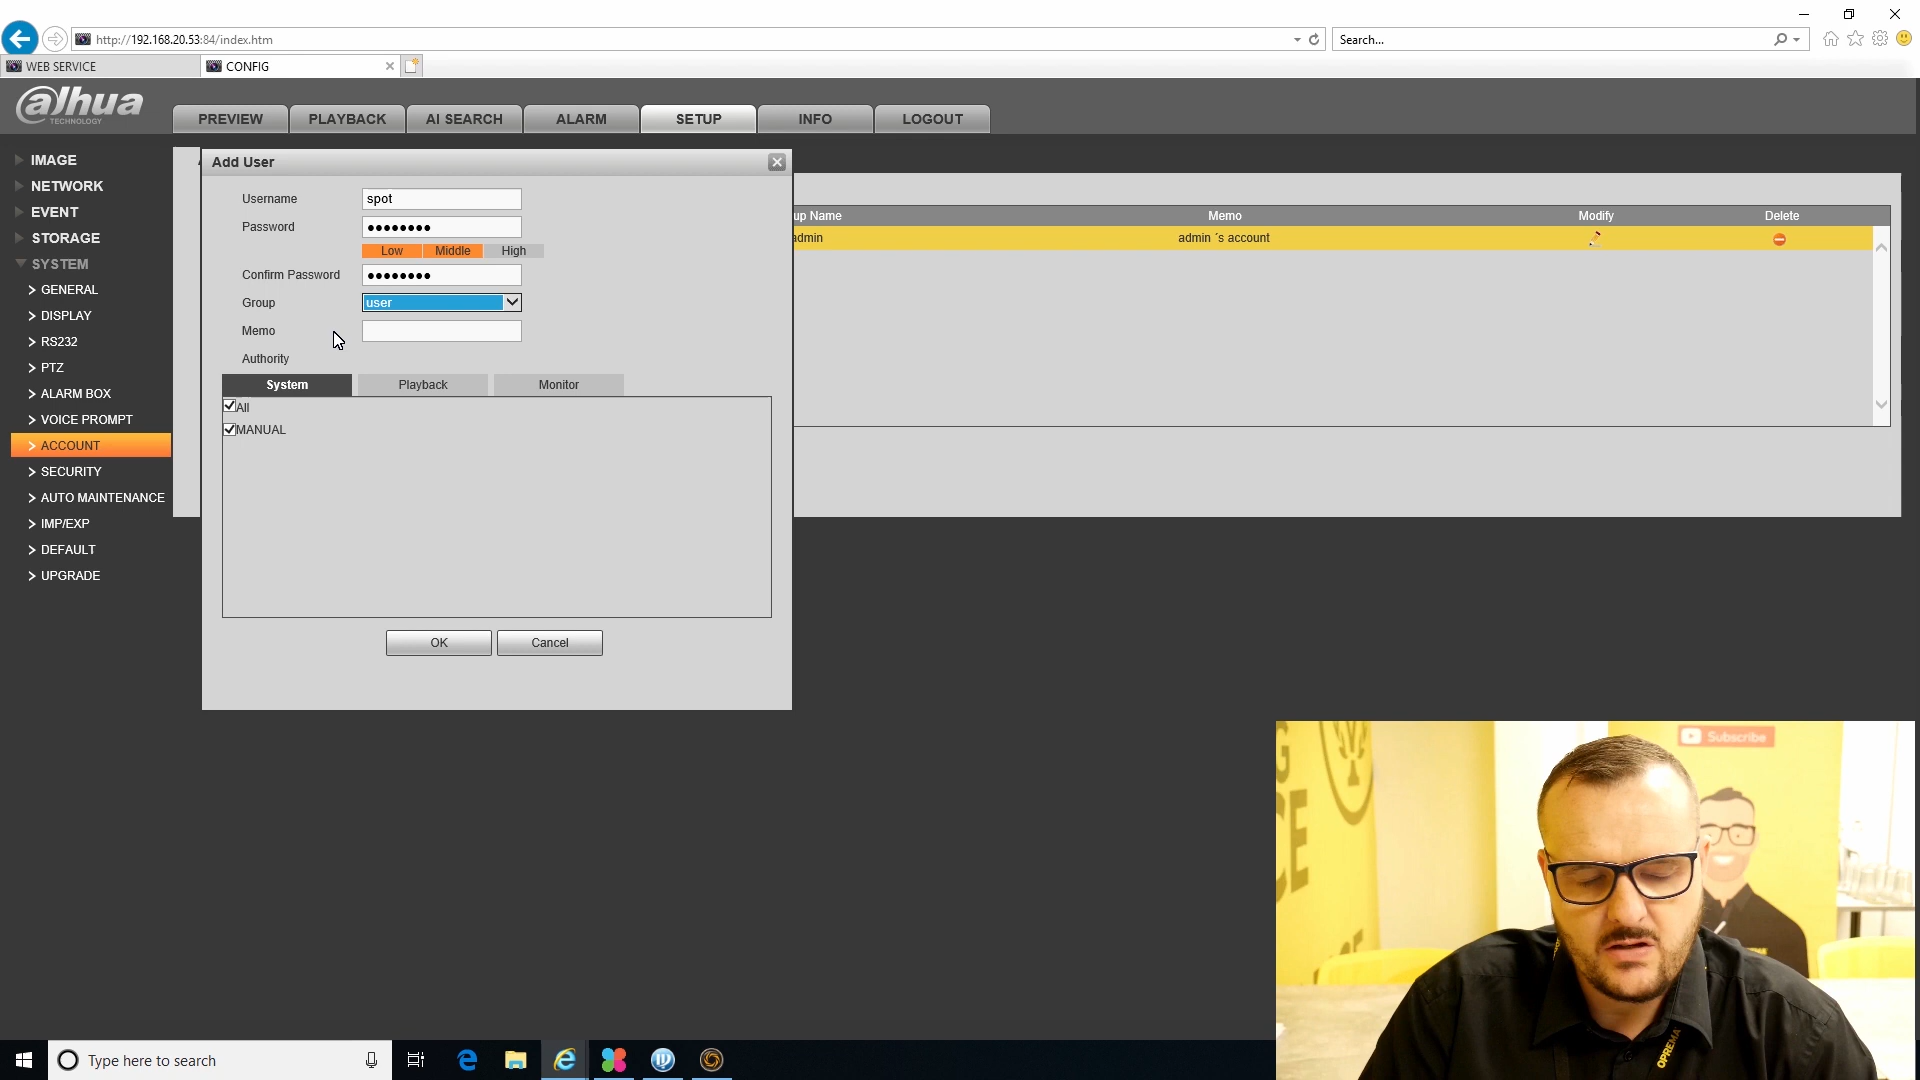 http://192.168.20.53:84/index.htm
Search...
WEB SERVICE
CONFIG
alhua
TECHNOLOGY
PREVIEW
PLAYBACK
AI SEARCH
ALARM
SETUP
INFO
LOGOUT
IMAGE
NETWORK
EVENT
STORAGE
SYSTEM
GENERAL
DISPLAY
RS232
PTZ
ALARM BOX
VOICE PROMPT
ACCOUNT
SECURITY
AUTO MAINTENANCE
IMP/EXP
DEFAULT
UPGRADE
Add User
Username
spot
Password
●●●●●●●●
Low
Middle
High
Confirm Password
●●●●●●●●
Group
user
Memo
Authority
System
Playback
Monitor
All
MANUAL
OK
Cancel
up Name
Memo
Modify
Delete
admin
admin ´s account
Subscribe
OPREMA
Type here to search